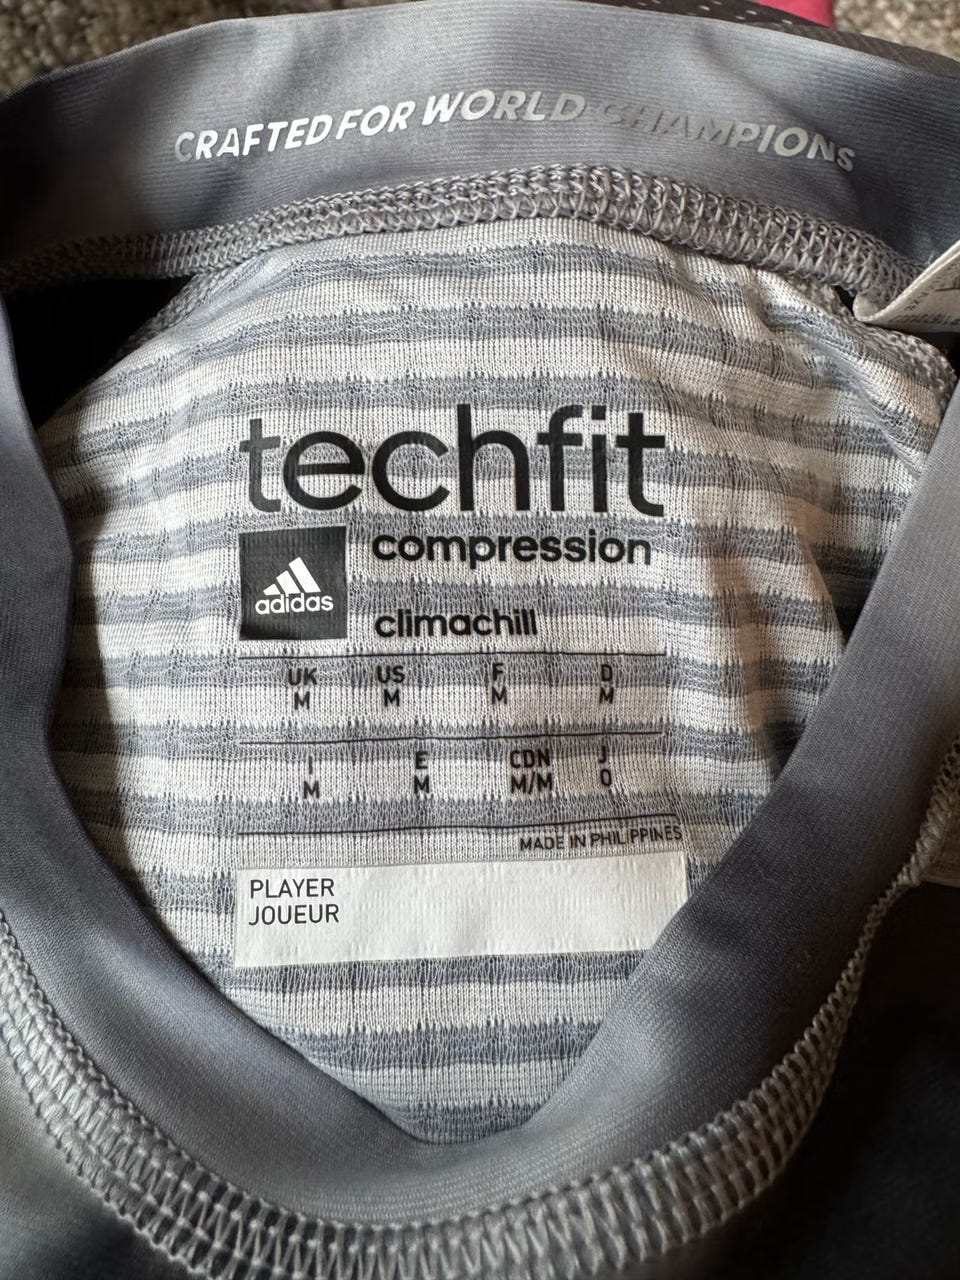 CRAFTED FOR WORLD CHAMPIONS
techfit
compression
adidas
climachill
UK US F D
M M M M
I E CDN J
M M M/M O
MADE IN PHILIPPINES
PLAYER
JOUEUR